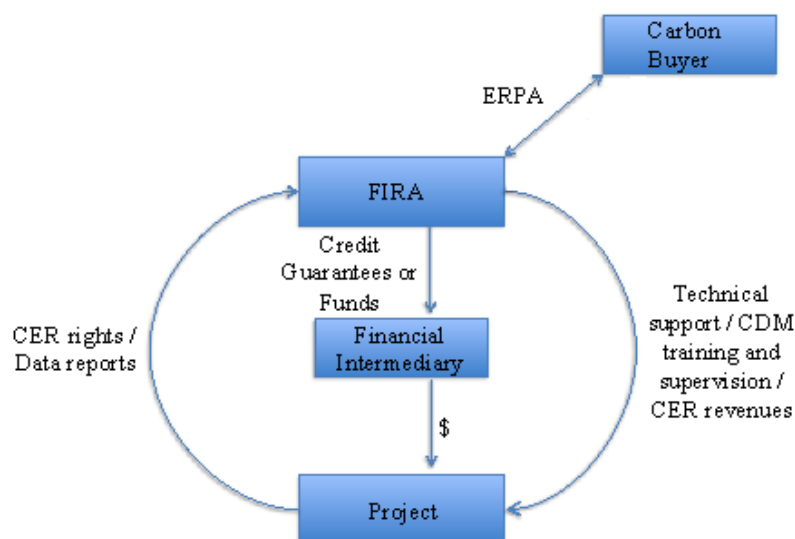 Carbon
Buyer
ERPA
FIRA
Credit
Guarantees or
Funds
CER rights /
Data reports
Financial
Intermediary
Technical
support / CDM
training and
supervision /
CER revenues
$
Project